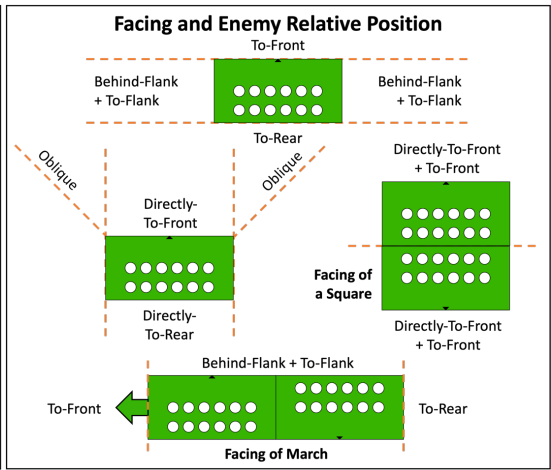 Facing and Enemy Relative Position
To-Front
Behind-Flank
+ To-Flank
Behind-Flank
+ To-Flank
To-Rear
Oblique
Oblique
Directly-
To-Front
Directly-To-Front
+ To-Front
Facing of
a Square
Directly-
To-Rear
Directly-To-Front
+ To-Front
Behind-Flank + To-Flank
To-Front
To-Rear
Facing of March